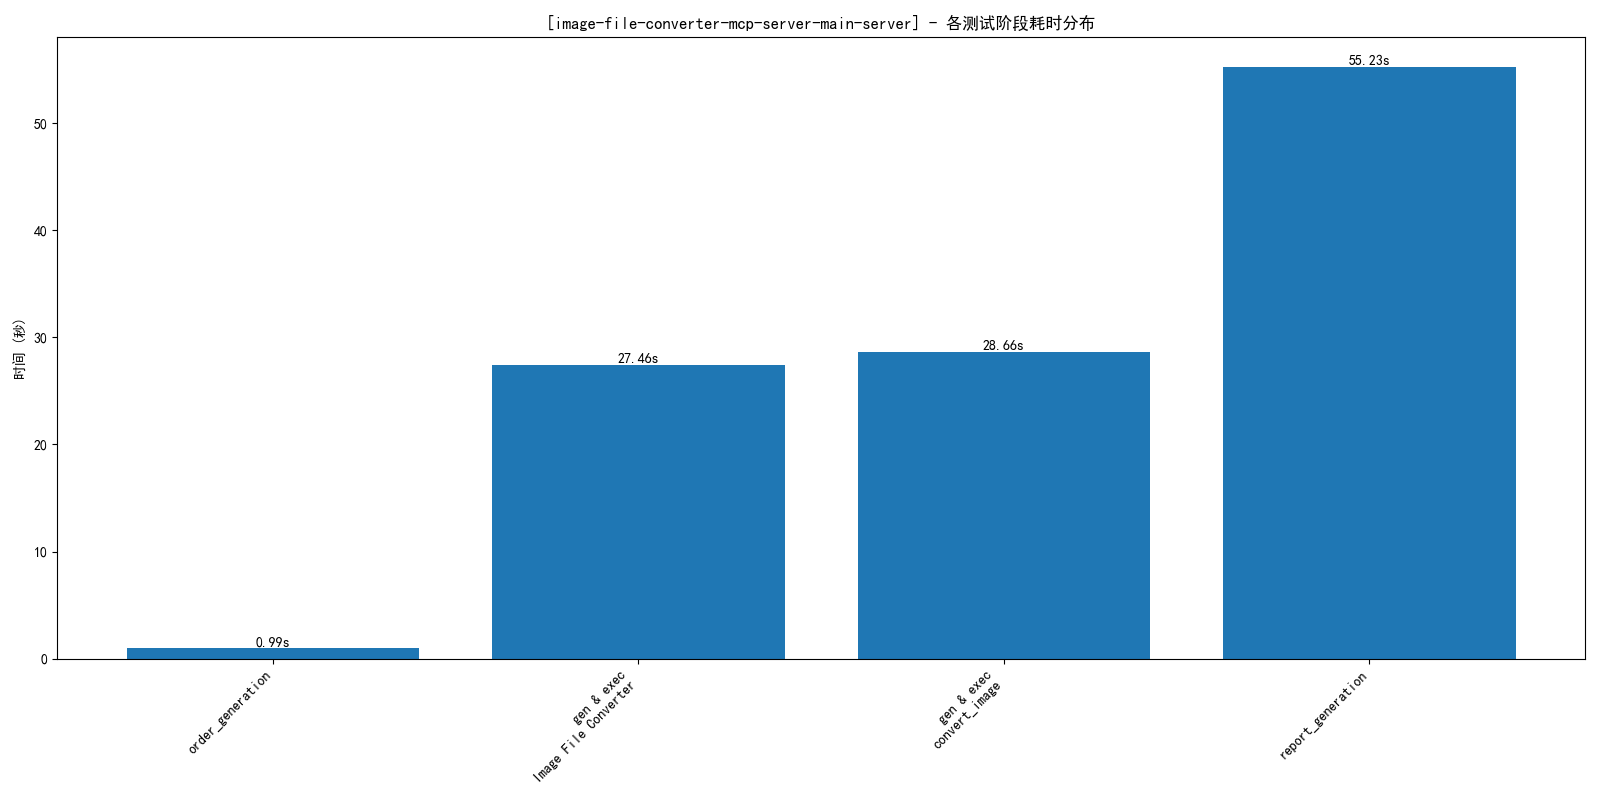 [image-file-converter-mcp-server-main-server] - 各测试阶段耗时分布
时间 (秒)
50
40
30
20
10
0
0.99s
27.46s
28.66s
55.23s
order_generation
gen & exec
Image File Converter
gen & exec
convert_image
report_generation